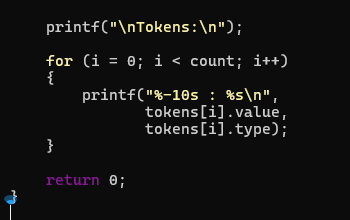 printf("\nTokens:\n");
for (i = 0; i < count; i++)
{
printf("%-10s : %s\n",
tokens[i].value,
tokens[i].type);
}
return 0;
}